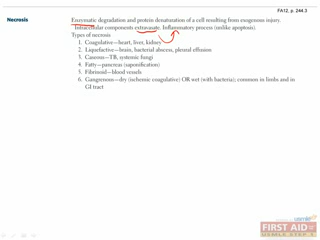 FA12, p. 244.3
Necrosis
Enzymatic degradation and protein denaturation of a cell resulting from exogenous injury.
Intracellular components extravasate. Inflammatory process (unlike apoptosis).
Types of necrosis
1. Coagulative—heart, liver, kidney
2. Liquefactive—brain, bacterial abscess, pleural effusion
3. Caseous—TB, systemic fungi
4. Fatty—pancreas (saponification)
5. Fibrinoid—blood vessels
6. Gangrenous—dry (ischemic coagulative) OR wet (with bacteria); common in limbs and in
GI tract
FIRST AID